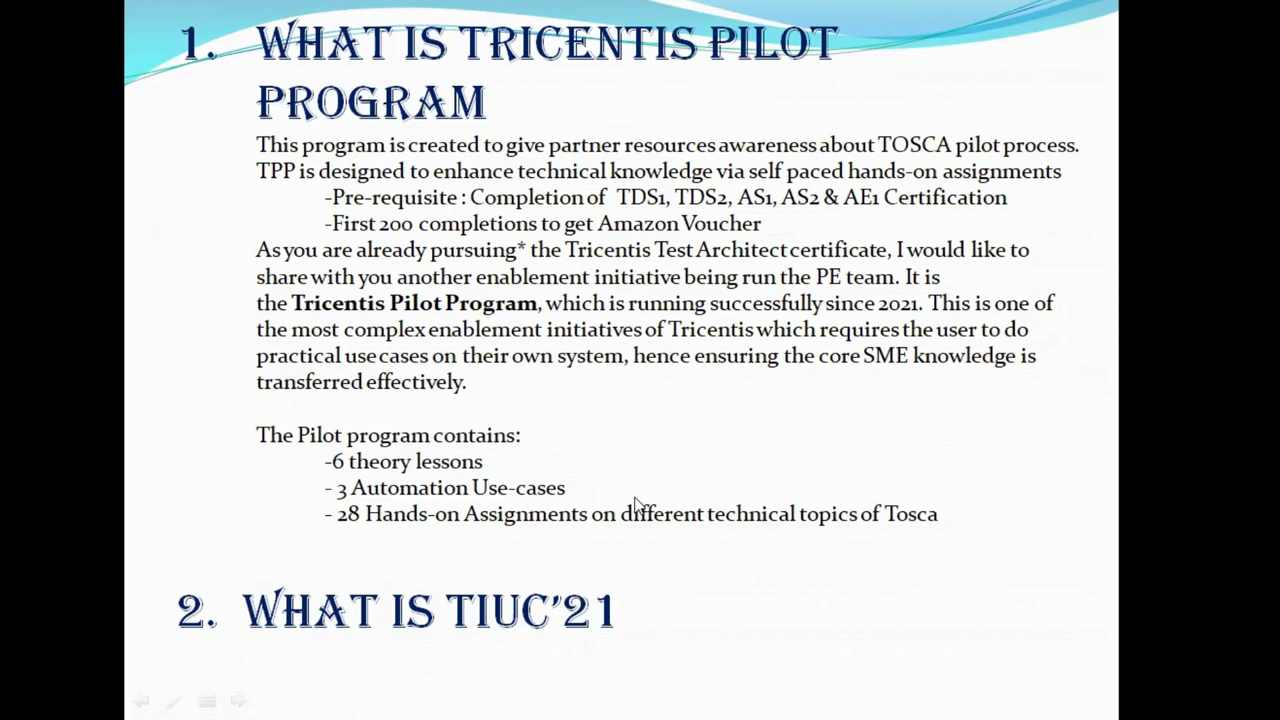 1. WHAT IS TRICENTIS PILOT
PROGRAM
This program is created to give partner resources awareness about TOSCA pilot process.
TPP is designed to enhance technical knowledge via self paced hands-on assignments
-Pre-requisite : Completion of TDS1, TDS2, AS1, AS2 & AE1 Certification
-First 200 completions to get Amazon Voucher
As you are already pursuing* the Tricentis Test Architect certificate, I would like to
share with you another enablement initiative being run the PE team. It is
the Tricentis Pilot Program, which is running successfully since 2021. This is one of
the most complex enablement initiatives of Tricentis which requires the user to do
practical use cases on their own system, hence ensuring the core SME knowledge is
transferred effectively.
The Pilot program contains:
-6 theory lessons
- 3 Automation Use-cases
- 28 Hands-on Assignments on different technical topics of Tosca
2. WHAT IS TIUC'21